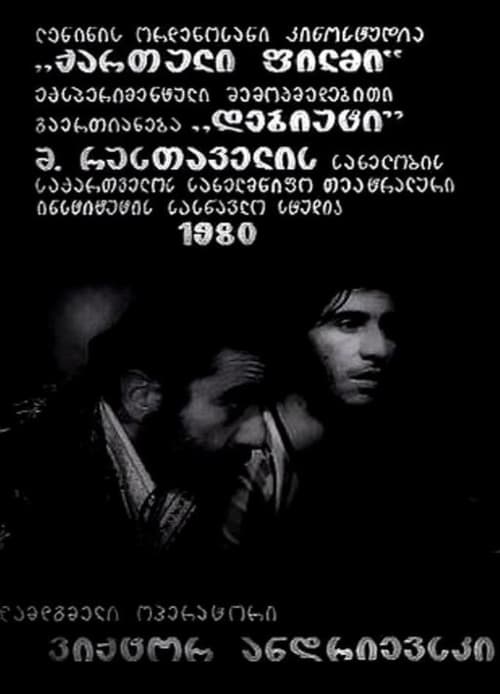 ლენინის ორდენოსანი კინოსტუდია
„ქართული ფილმი“
ექსპერიმენტული შემოქმედებითი
გაერთიანება „დებიუტი”
შ. რუსთაველის სახელობის
საქართველოს სახელმწიფო თეატრალური
ინსტიტუტის სასწავლო სტუდია
1980
დამდგმელი ოპერატორი
ვიქტორ ანდრიევსკი